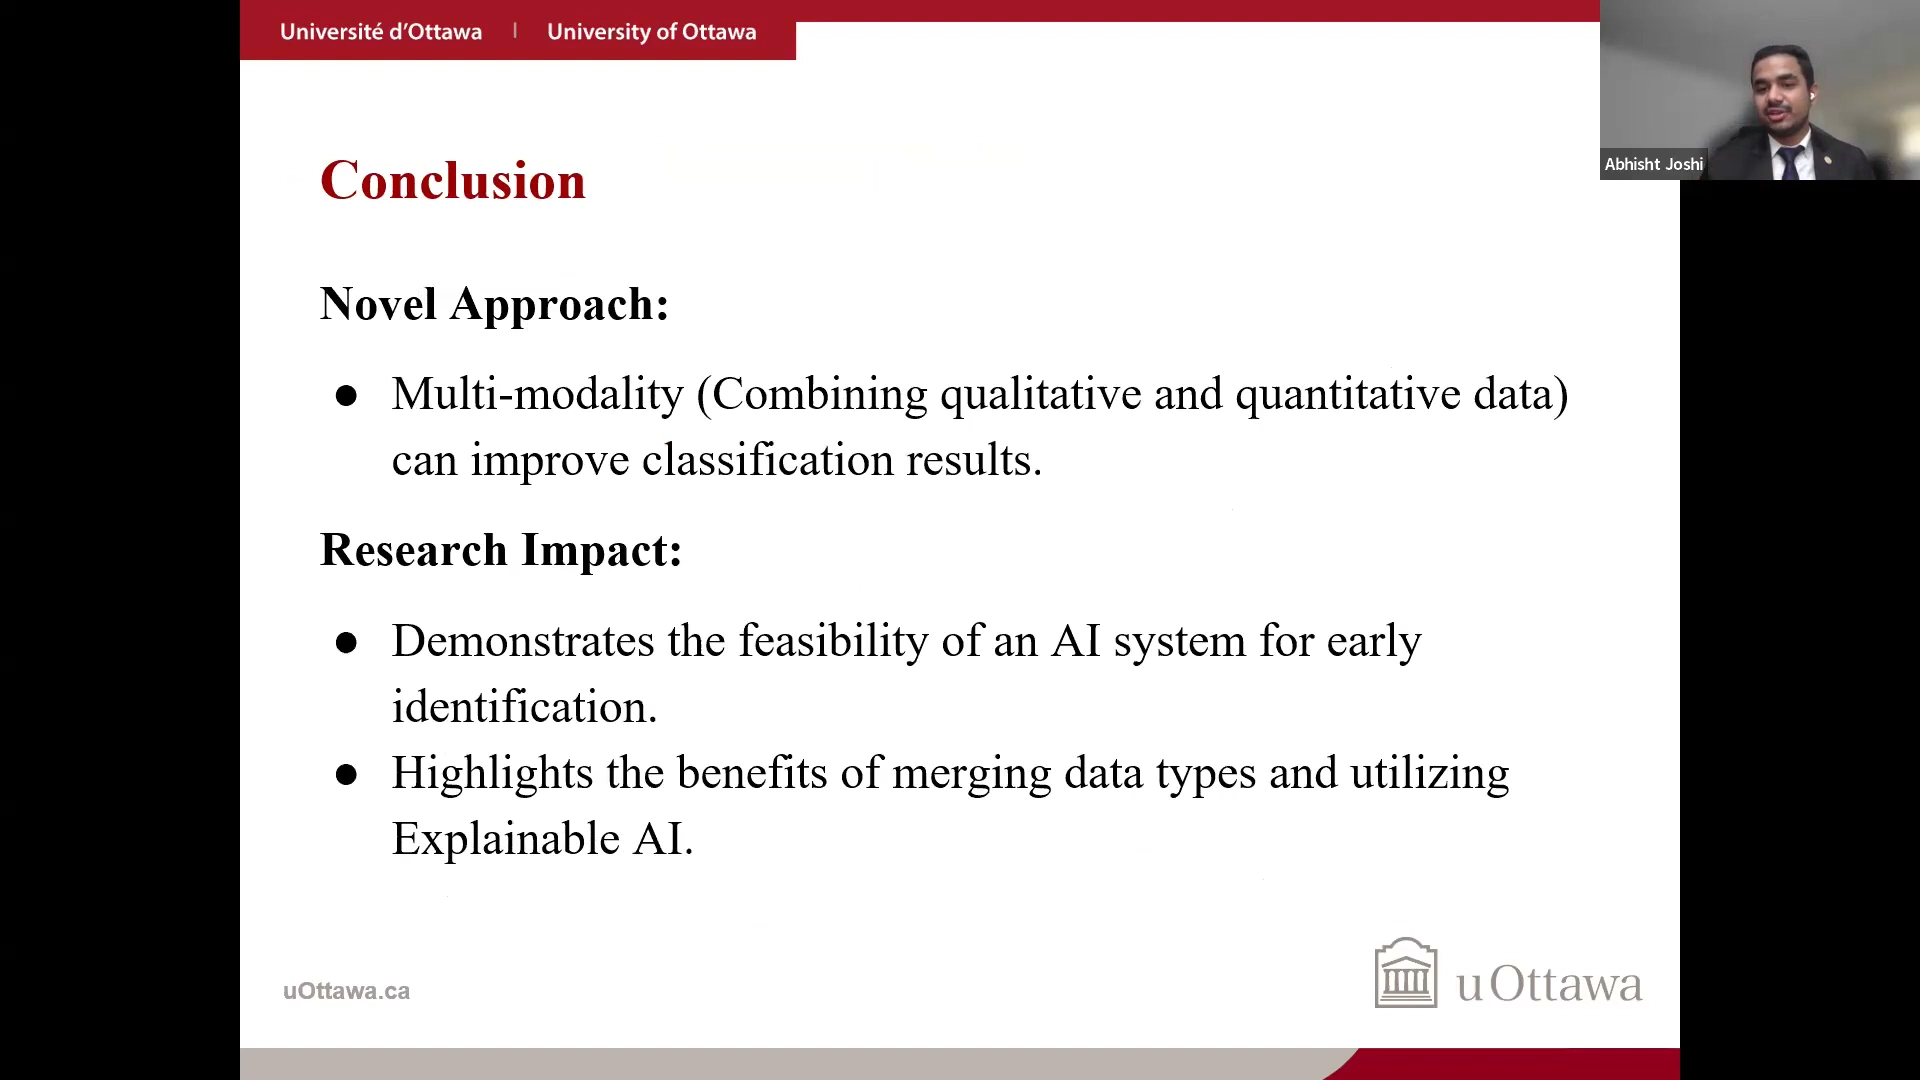 Université d'Ottawa | University of Ottawa
Abhisht Joshi
Conclusion
Novel Approach:
● Multi-modality (Combining qualitative and quantitative data)
can improve classification results.
Research Impact:
● Demonstrates the feasibility of an AI system for early
identification.
● Highlights the benefits of merging data types and utilizing
Explainable AI.
uOttawa.ca
uOttawa